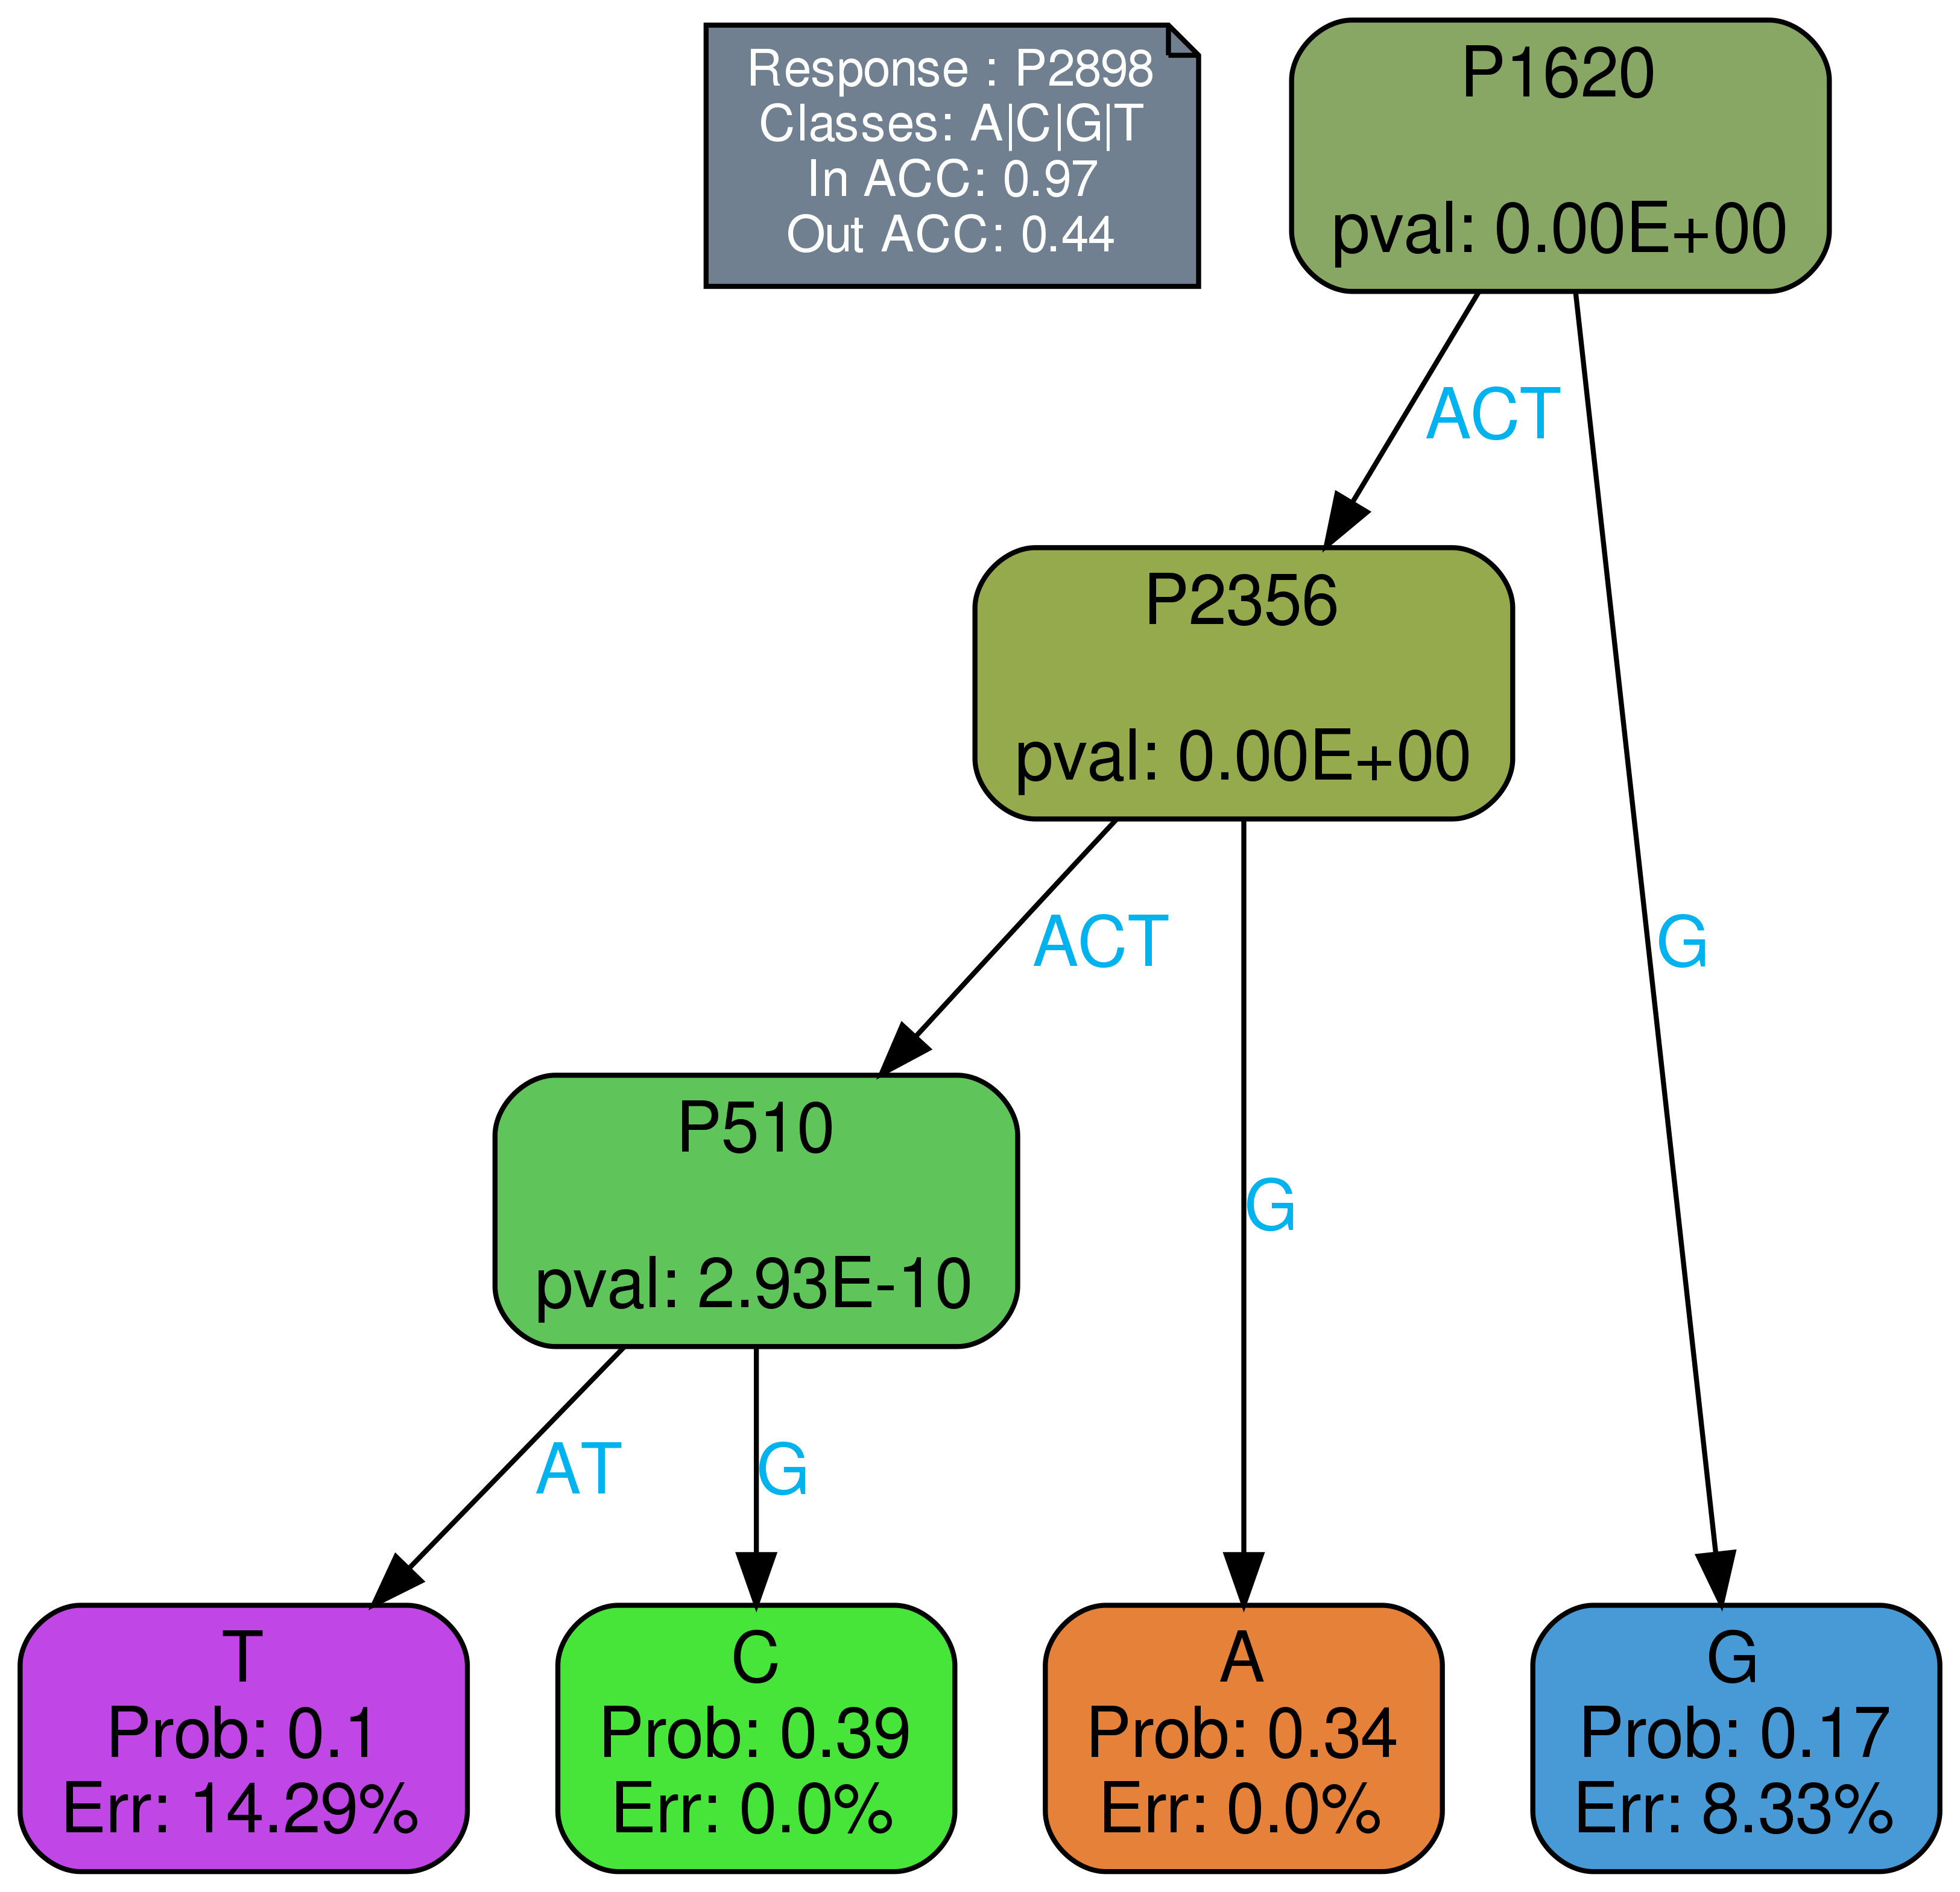 Response : P2898
Classes: A|C|G|T
In ACC: 0.97
Out ACC: 0.44
P1620
pval: 0.00E+00
ACT
P2356
pval: 0.00E+00
ACT
G
P510
pval: 2.93E-10
G
AT
G
T
Prob: 0.1
Err: 14.29%
C
Prob: 0.39
Err: 0.0%
A
Prob: 0.34
Err: 0.0%
G
Prob: 0.17
Err: 8.33%